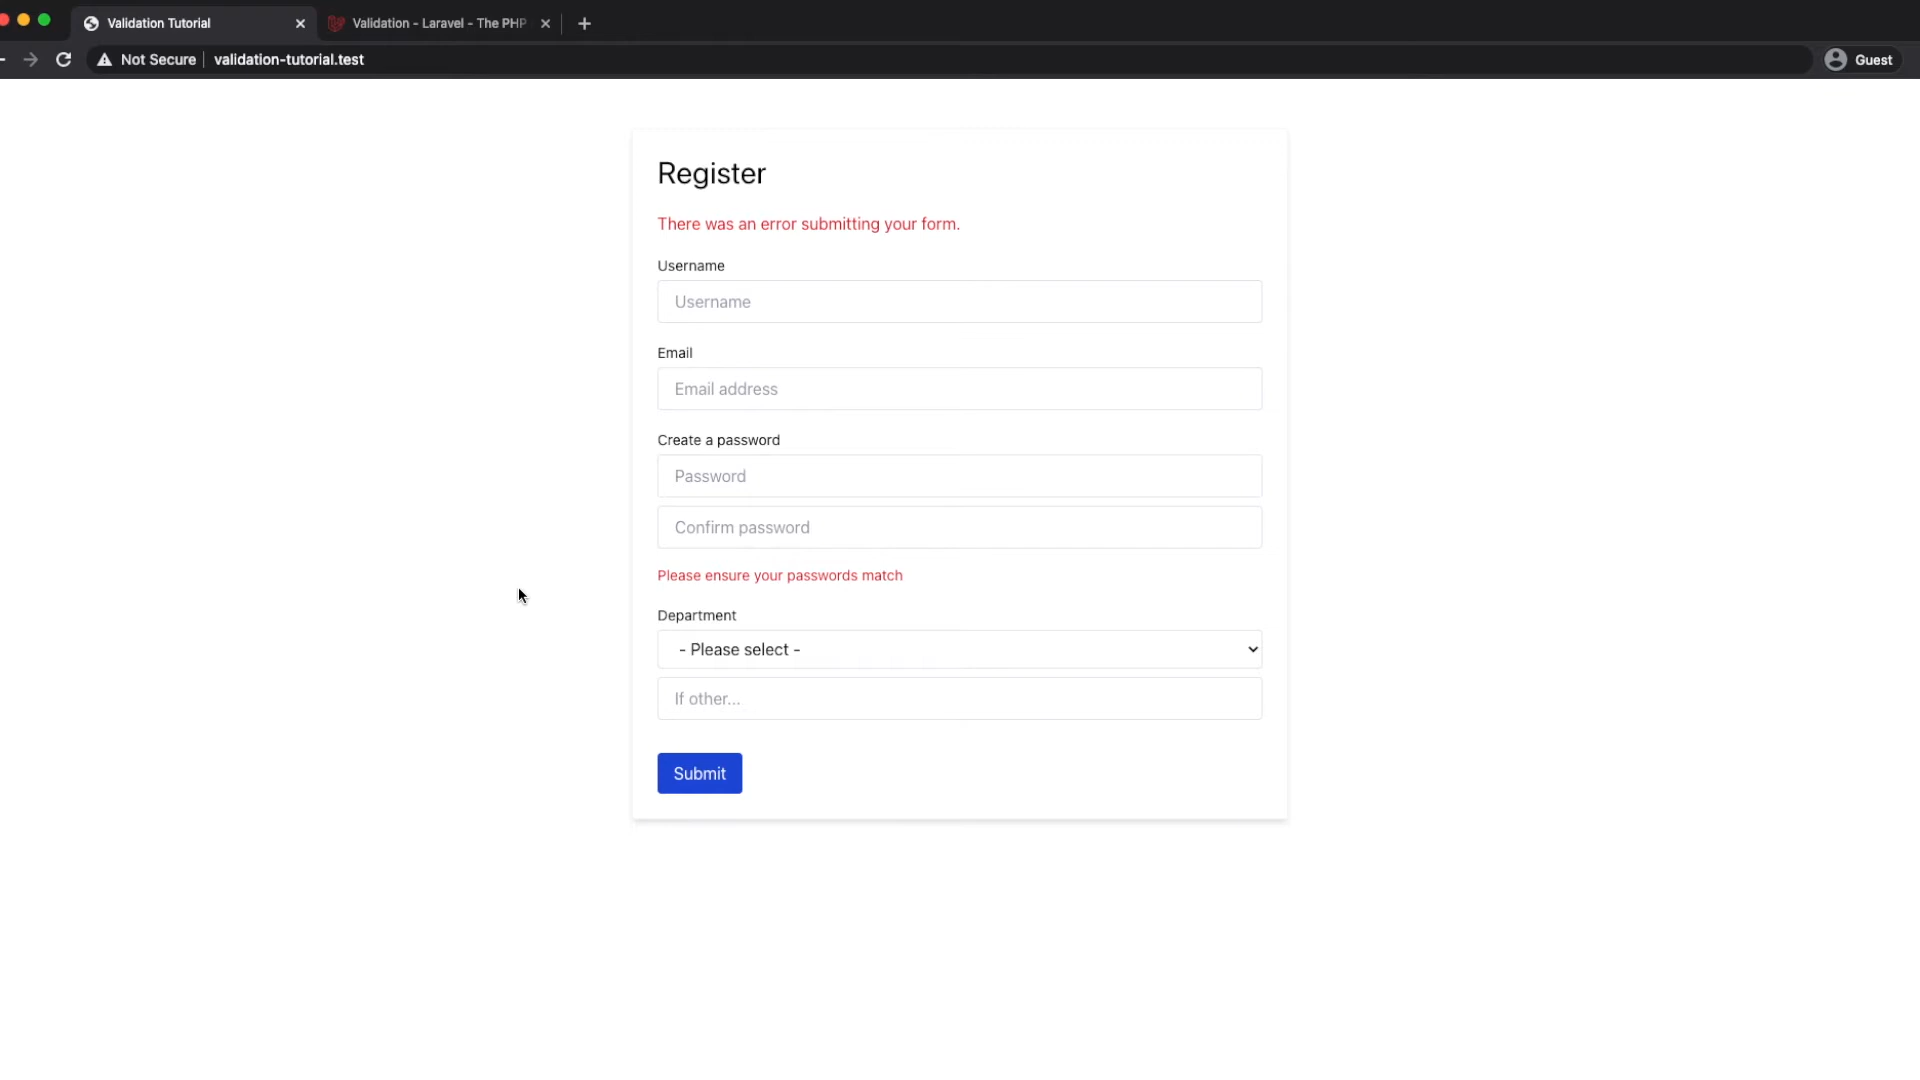 Validation Tutorial
Validation - Laravel - The PHP
Not Secure
validation-tutorial.test
Guest
Register
There was an error submitting your form.
Username
Username
Email
Email address
Create a password
Password
Confirm password
Please ensure your passwords match
Department
- Please select -
If other...
Submit